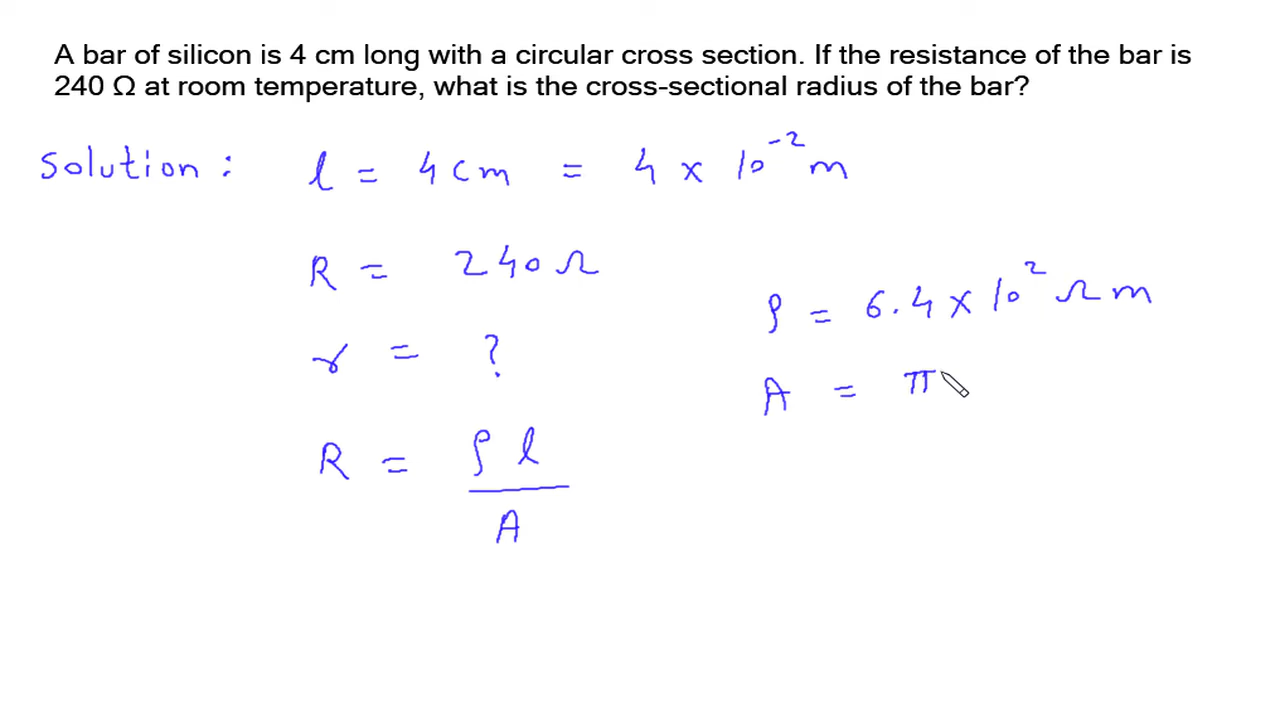 A bar of silicon is 4 cm long with a circular cross section. If the resistance of the bar is
240 Ω at room temperature, what is the cross-sectional radius of the bar?
Solution : l = 4 cm = 4 × 10⁻² m
R = 240 Ω
ρ = 6.4 × 10² Ω m
r = ?
A = π
R = ρ l / A